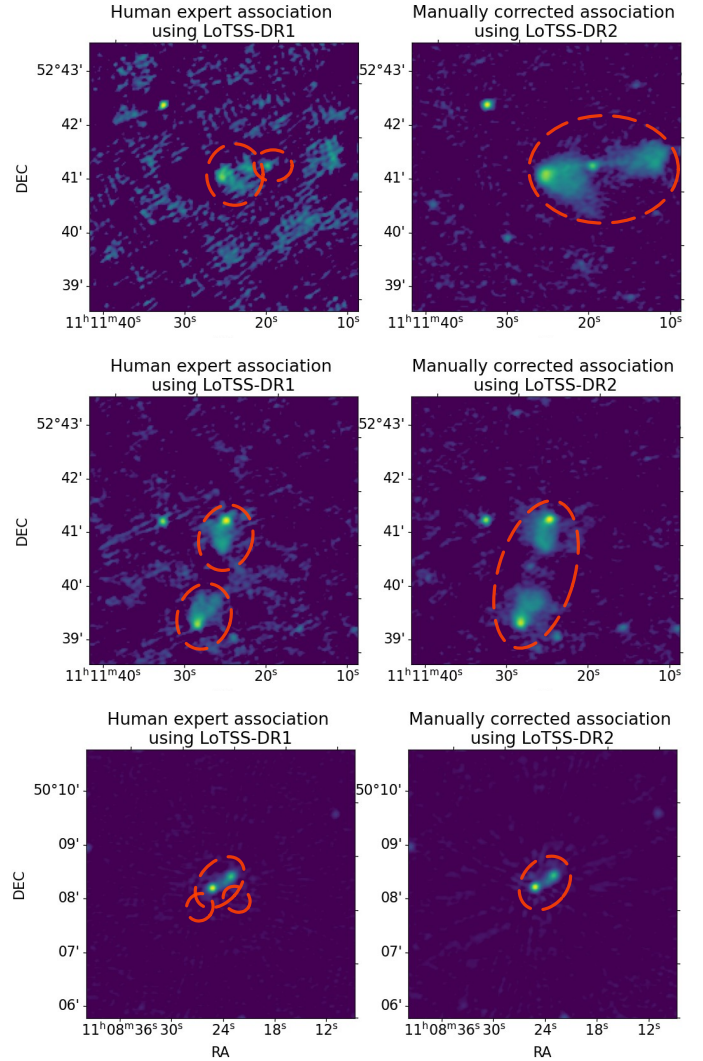 Human expert association
using LoTSS-DR1
Manually corrected association
using LoTSS-DR2
52°43'
42'
41'
40'
39'
DEC
11ʰ11ᵐ40ˢ 30ˢ 20ˢ 10ˢ
52°43'
11ʰ11ᵐ40ˢ 30ˢ 20ˢ 10ˢ
Human expert association
using LoTSS-DR1
Manually corrected association
using LoTSS-DR2
52°43'
42'
41'
40'
39'
DEC
11ʰ11ᵐ40ˢ 30ˢ 20ˢ 10ˢ
52°43'
42'
41'
40'
39'
11ʰ11ᵐ40ˢ 30ˢ 20ˢ 10ˢ
Human expert association
using LoTSS-DR1
Manually corrected association
using LoTSS-DR2
50°10'
09'
08'
07'
06'
DEC
11ʰ08ᵐ36ˢ 30ˢ 24ˢ 18ˢ 12ˢ
RA
50°10'
09'
08'
07'
06'
11ʰ08ᵐ36ˢ 30ˢ 24ˢ 18ˢ 12ˢ
RA